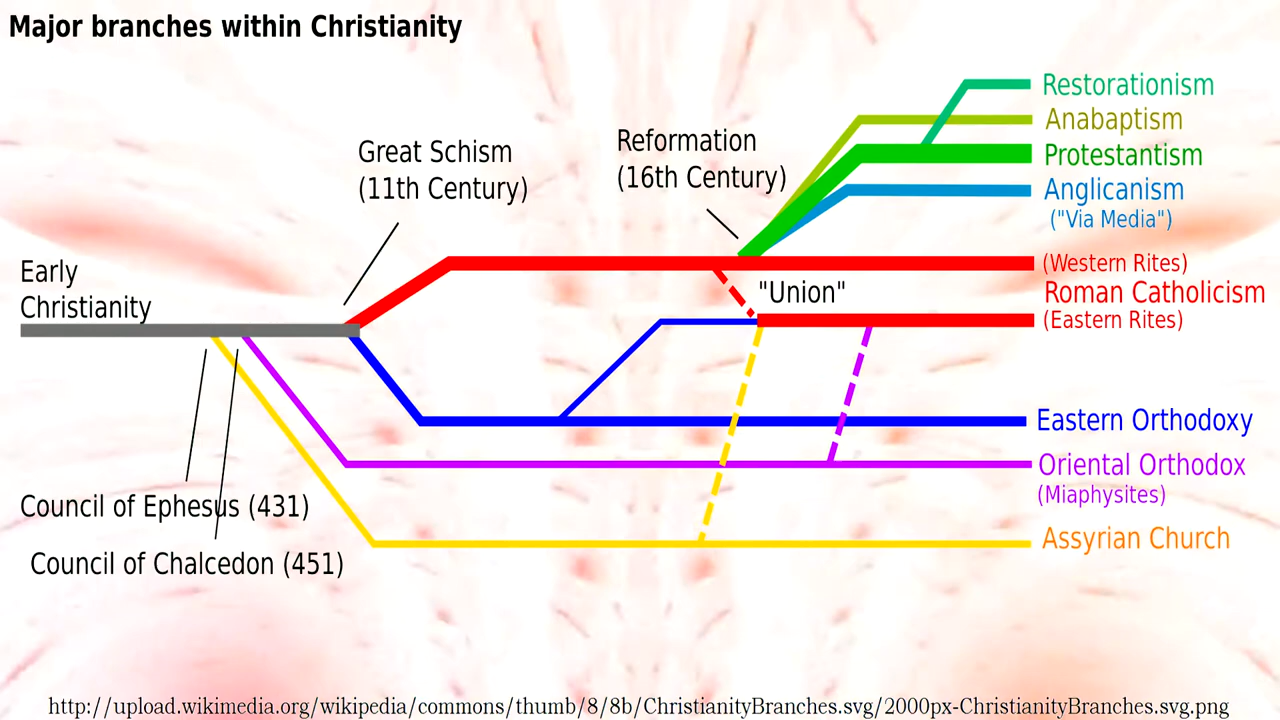 Major branches within Christianity
Restorationism
Anabaptism
Reformation
(16th Century)
Great Schism
(11th Century)
Protestantism
Anglicanism
("Via Media")
Early
Christianity
(Western Rites)
"Union"
Roman Catholicism
(Eastern Rites)
Eastern Orthodoxy
Oriental Orthodox
(Miaphysites)
Council of Ephesus (431)
Assyrian Church
Council of Chalcedon (451)
http://upload.wikimedia.org/wikipedia/commons/thumb/8/8b/ChristianityBranches.svg/2000px-ChristianityBranches.svg.png